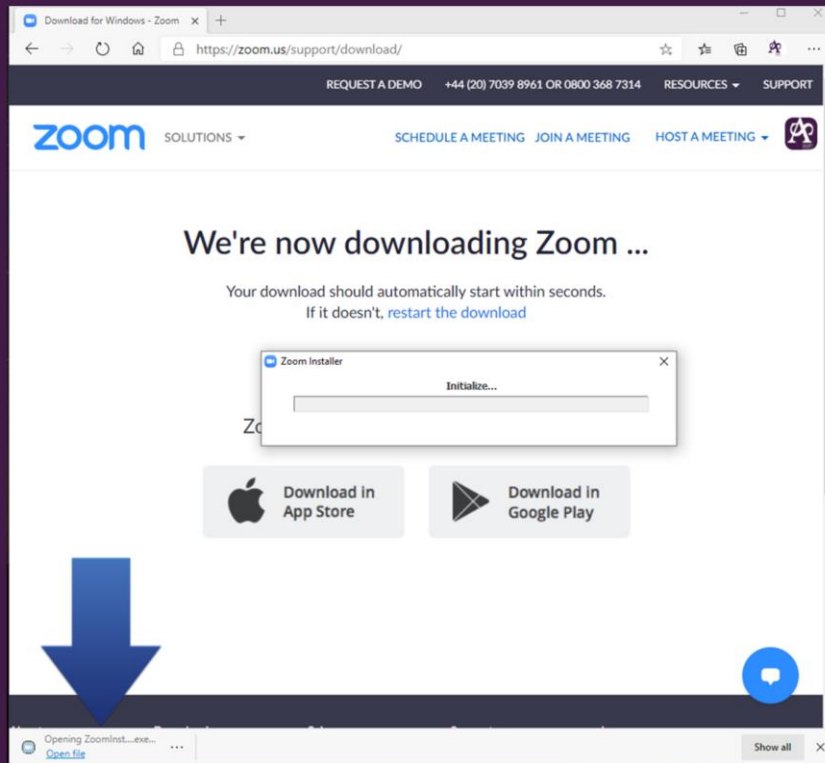 Download for Windows - Zoom
https://zoom.us/support/download/
REQUEST A DEMO +44 (20) 7039 8961 OR 0800 368 7314 RESOURCES SUPPORT
zoom SOLUTIONS SCHEDULE A MEETING JOIN A MEETING HOST A MEETING
We're now downloading Zoom ...
Your download should automatically start within seconds.
If it doesn't, restart the download
Zoom Installer
Initialize...
Download in
App Store
Download in
Google Play
Opening ZoomInst....exe...
Open file
Show all